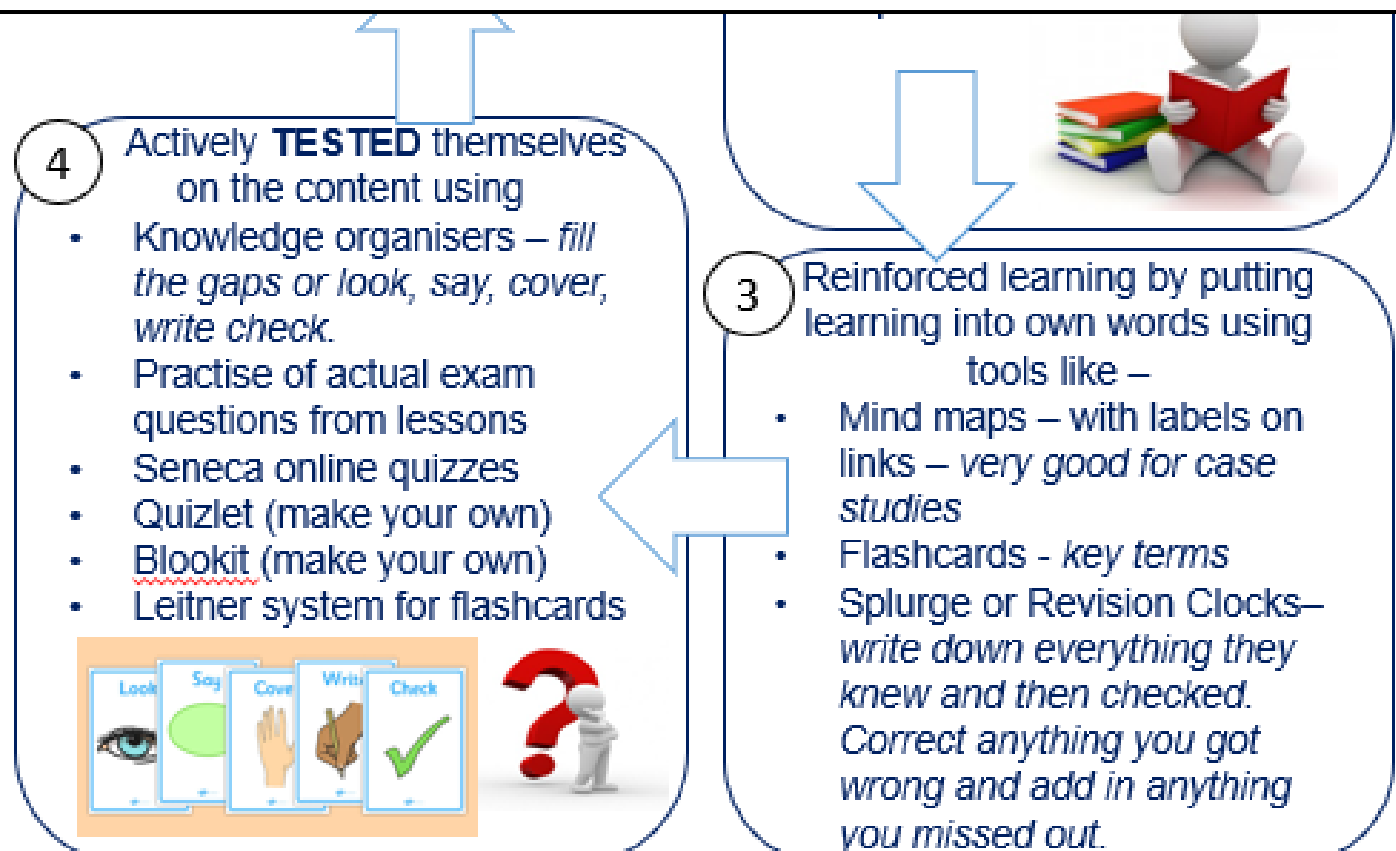 4
Actively TESTED themselves
on the content using
• Knowledge organisers – fill
the gaps or look, say, cover,
write check.
• Practise of actual exam
questions from lessons
• Seneca online quizzes
• Quizlet (make your own)
• Blookit (make your own)
• Leitner system for flashcards
Look
Say
Cove
Write
Check
3
Reinforced learning by putting
learning into own words using
tools like –
• Mind maps – with labels on
links – very good for case
studies
• Flashcards - key terms
• Splurge or Revision Clocks–
write down everything they
knew and then checked.
Correct anything you got
wrong and add in anything
you missed out.